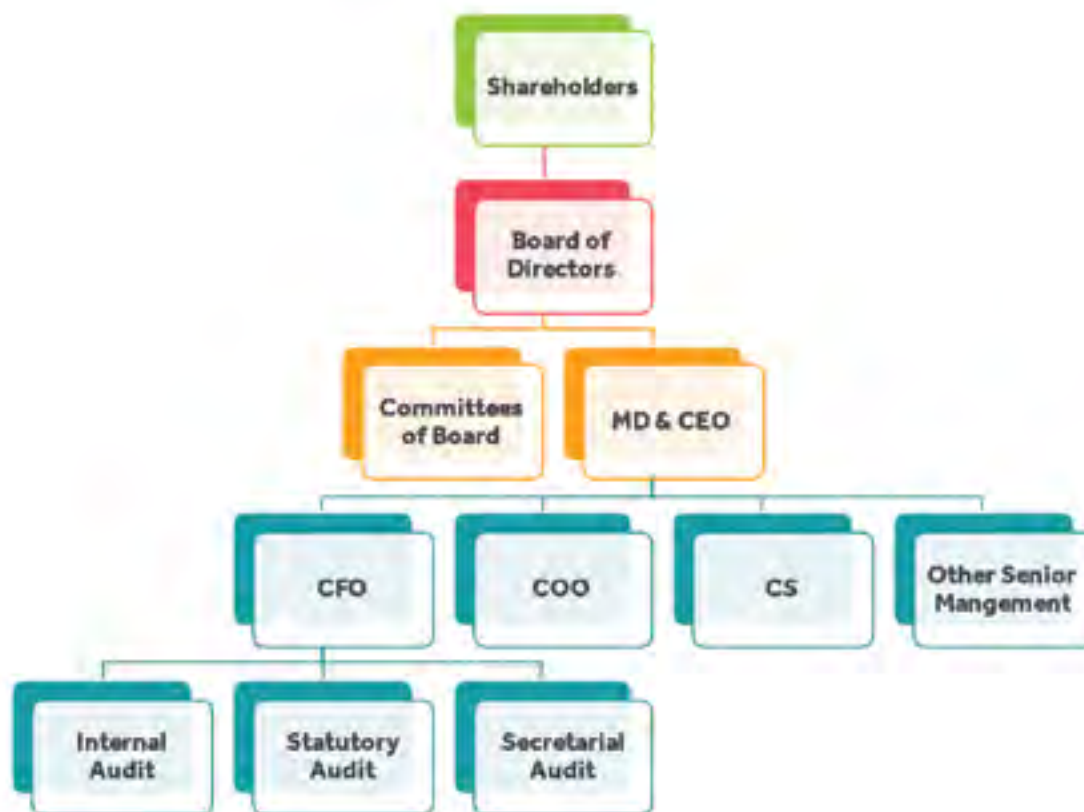 Shareholders
Board of
Directors
Committees
of Board
MD & CEO
CFO
COO
CS
Other Senior
Mangement
Internal
Audit
Statutory
Audit
Secretarial
Audit